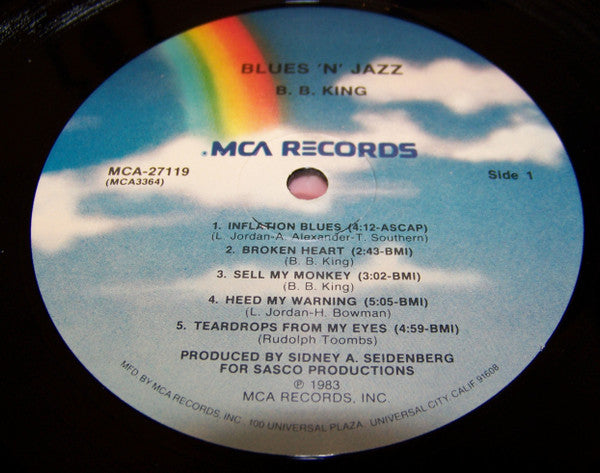 BLUES 'N' JAZZ
B. B. KING
MCA RECORDS
MCA-27119
(MCA3364)
Side 1
1. INFLATION BLUES (4:12-ASCAP)
(L. Jordan-A. Alexander-T. Southern)
2. BROKEN HEART (2:43-BMI)
(B. B. King)
3. SELL MY MONKEY (3:02-BMI)
(B. B. King)
4. HEED MY WARNING (5:05-BMI)
(L. Jordan-H. Bowman)
5. TEARDROPS FROM MY EYES (4:59-BMI)
(Rudolph Toombs)
PRODUCED BY SIDNEY A. SEIDENBERG
FOR SASCO PRODUCTIONS
℗ 1983
MCA RECORDS, INC.
MFD BY MCA RECORDS, INC. 100 UNIVERSAL PLAZA, UNIVERSAL CITY, CALIF. 91608